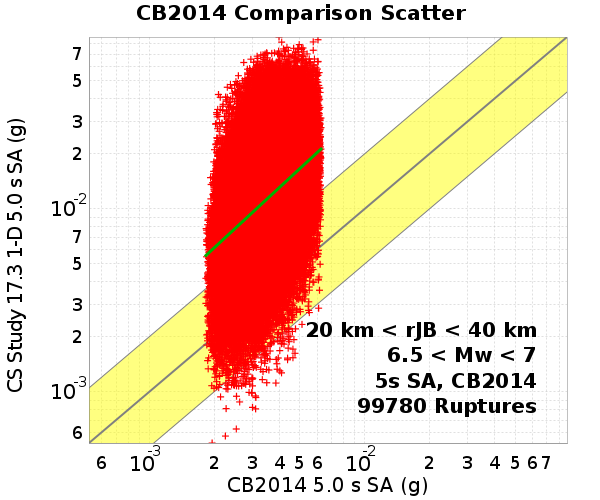 CB2014 Comparison Scatter
CS Study 17.3 1-D 5.0 s SA (g)
7
5
3
2
10-2
7
5
3
2
10-3
6
20 km < rJB < 40 km
6.5 < Mw < 7
5s SA, CB2014
99780 Ruptures
6 10-3 2 3 4 5 6 10-2 2 3 4 5 6 7
CB2014 5.0 s SA (g)